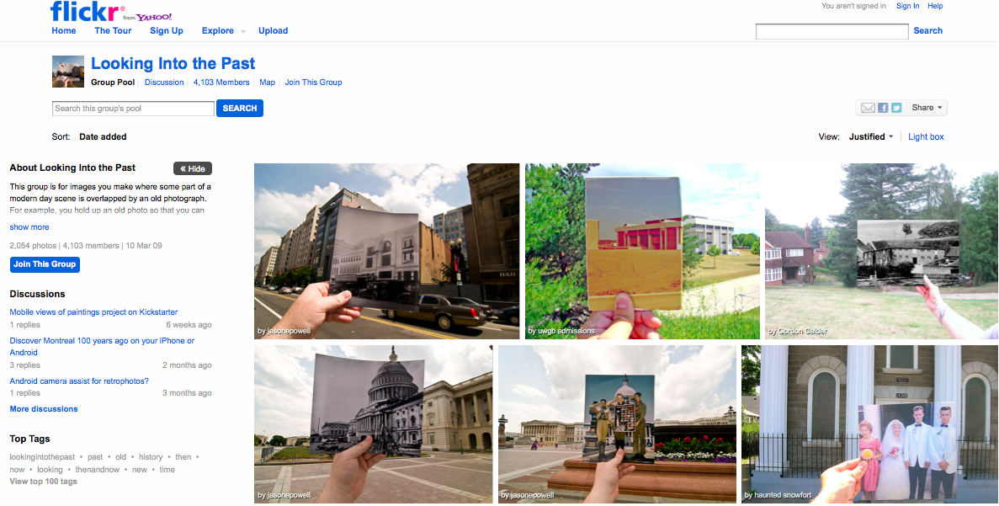 flickr® from YAHOO!
You aren't signed in Sign In Help
Home The Tour Sign Up Explore Upload
Search
Looking Into the Past
Group Pool Discussion 4,103 Members Map Join This Group
Search this group's pool SEARCH
Share
Sort: Date added
View: Justified Light box
About Looking Into the Past « Hide
This group is for images you make where some part of a
modern day scene is overlapped by an old photograph.
For example, you hold up an old photo so that you can
show more
2,054 photos | 4,103 members | 10 Mar 09
Join This Group
Discussions
Mobile views of paintings project on Kickstarter
1 replies 6 weeks ago
Discover Montreal 100 years ago on your iPhone or
Android
3 replies 2 months ago
Android camera assist for retrophotos?
1 replies 3 months ago
More discussions
Top Tags
lookingintothepast • past • old • history • then •
now • looking • thenandnow • new • time
View top 100 tags
by jasonepowell
by uwgb admissions
by Gordon Calder
by jasonepowell
by jasonepowell
by haunted snowfort